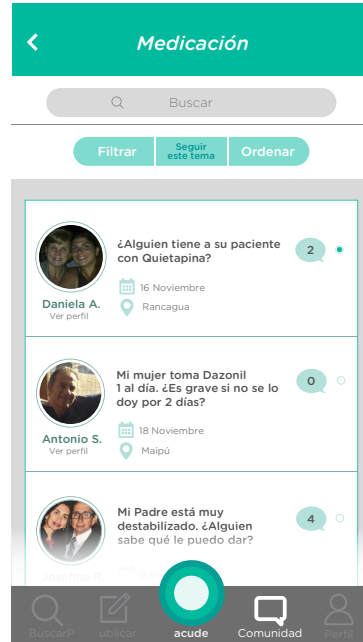 Medicación
Buscar
Filtrar
Seguir
este tema
Ordenar
¿Alguien tiene a su paciente
con Quietapina?
2
16 Noviembre
Rancagua
Daniela A.
Ver perfil
Mi mujer toma Dazonil
1 al día. ¿Es grave si no se lo
doy por 2 días?
0
18 Noviembre
Maipú
Antonio S.
Ver perfil
Mi Padre está muy
destabilizado. ¿Alguien
sabe qué le puedo dar?
4
Josefina R.
BuscarP
ublicar
acude
Comunidad
Perfil